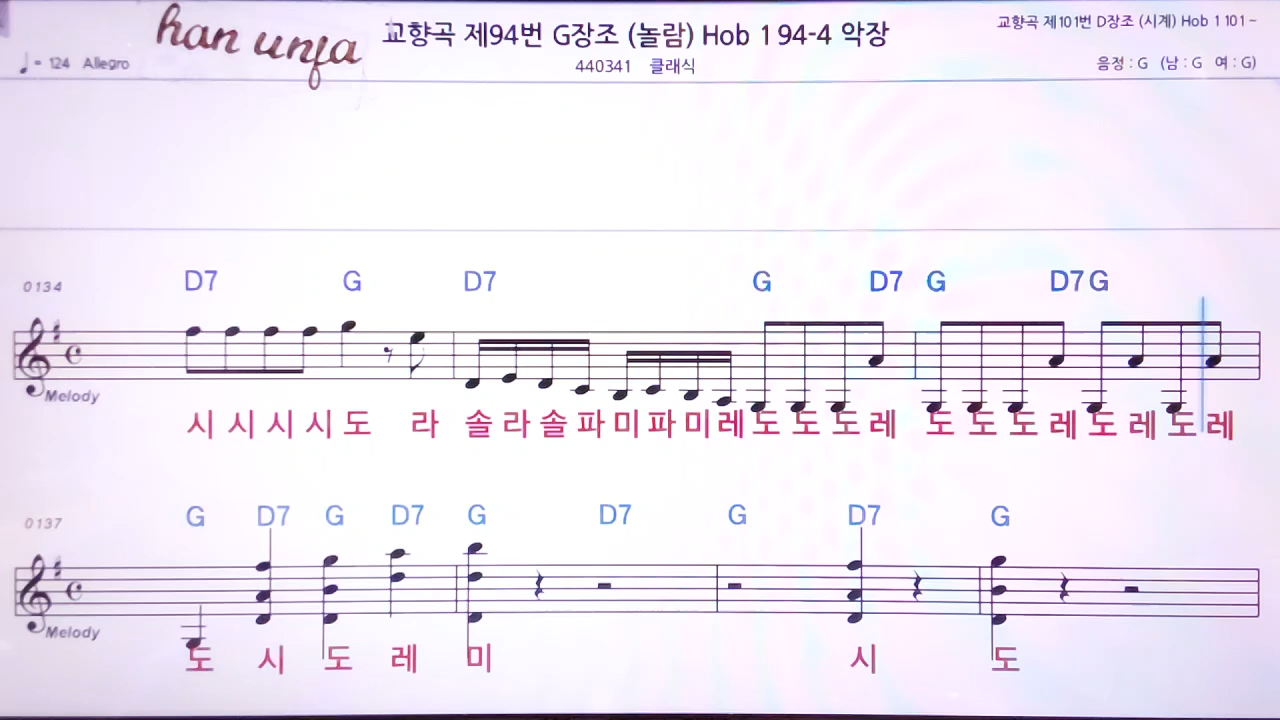 han unja
교향곡 제94번 G장조 (놀람) Hob 1 94-4 악장
교향곡 제101번 D장조 (시계) Hob 1 101 -
♩ = 124 Allegro
440341 클래식
음정 : G (남 : G 여 : G)
0134 D7 G D7 G D7 G D7 G
Melody
시 시 시 시 도 라 솔 라 솔 파 미 파 미 레 도 도 도 레 도 도 도 레 도 레 도 레
0137 G D7 G D7 G D7 G D7 G
Melody
도 시 도 레 미 시 도